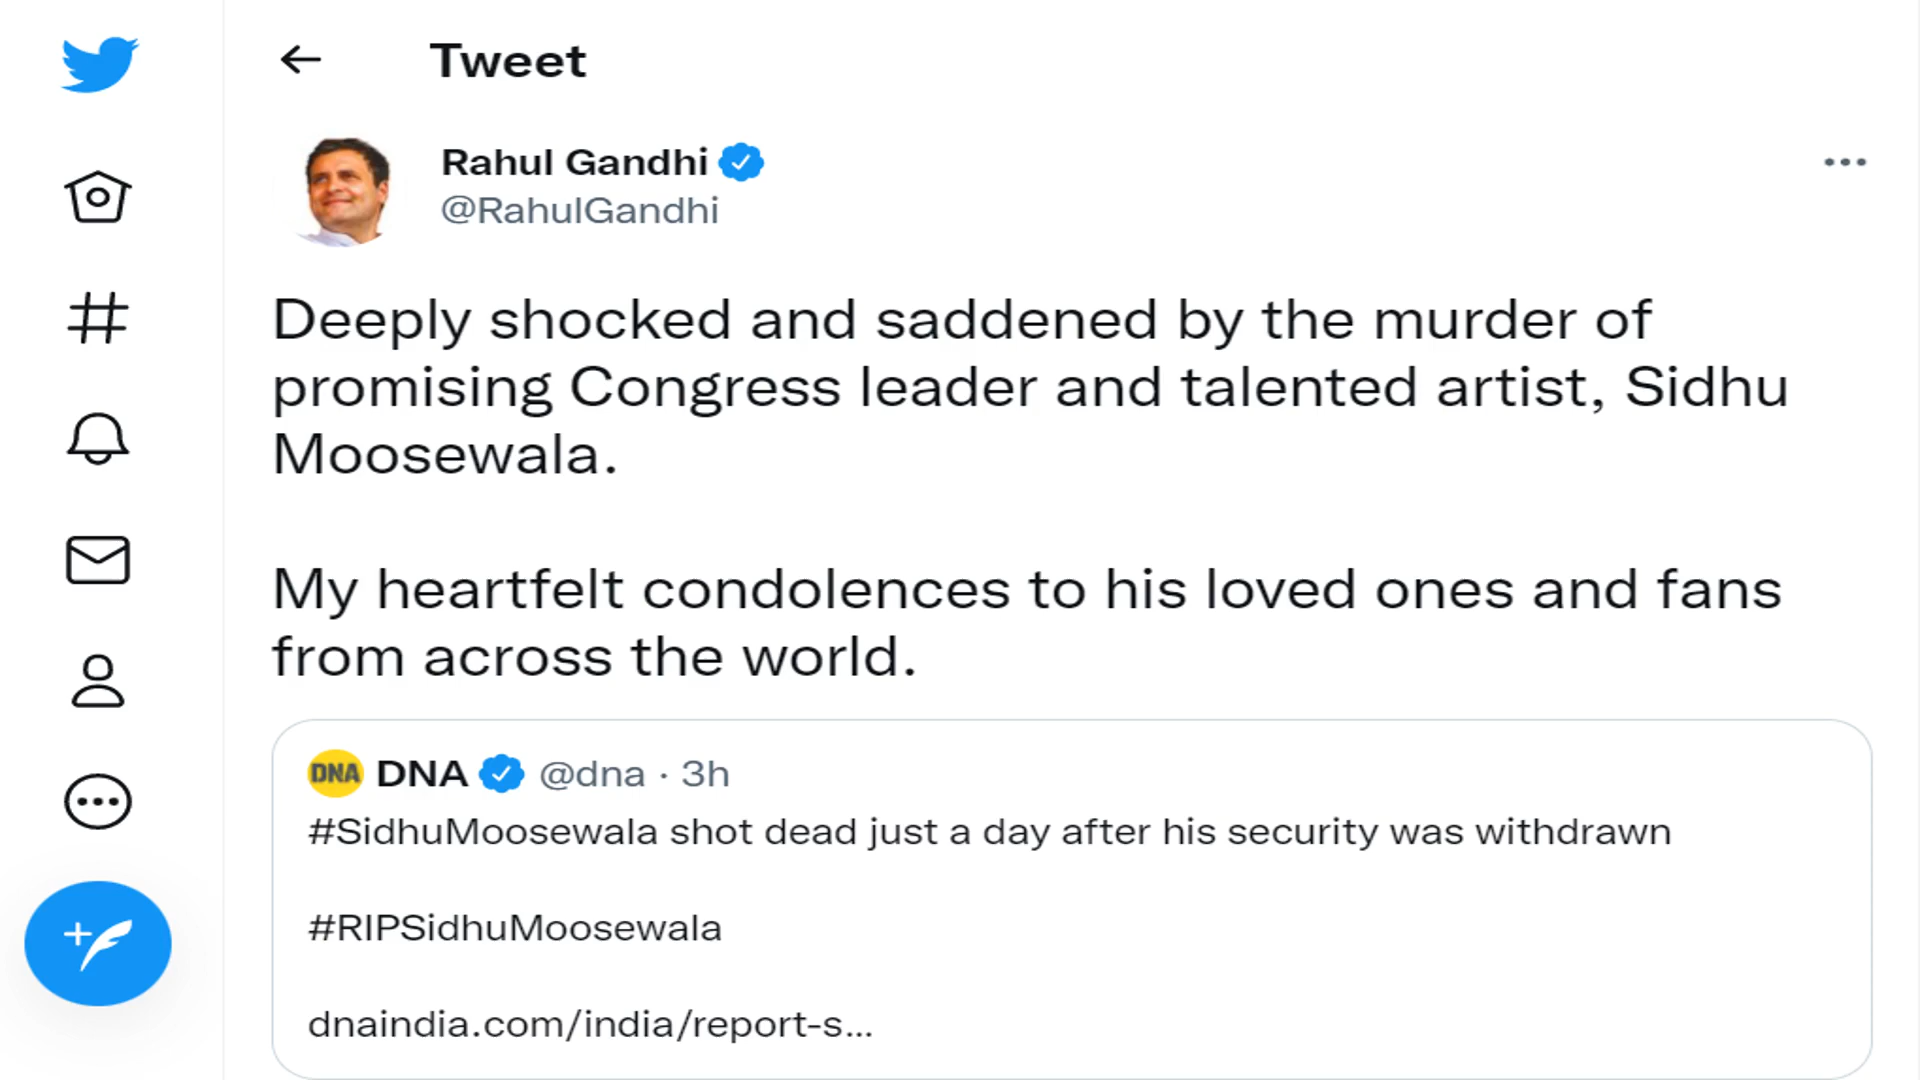 Tweet
Rahul Gandhi
@RahulGandhi
Deeply shocked and saddened by the murder of
promising Congress leader and talented artist, Sidhu
Moosewala.
My heartfelt condolences to his loved ones and fans
from across the world.
DNA DNA @dna · 3h
#SidhuMoosewala shot dead just a day after his security was withdrawn
#RIPSidhuMoosewala
dnaindia.com/india/report-s...